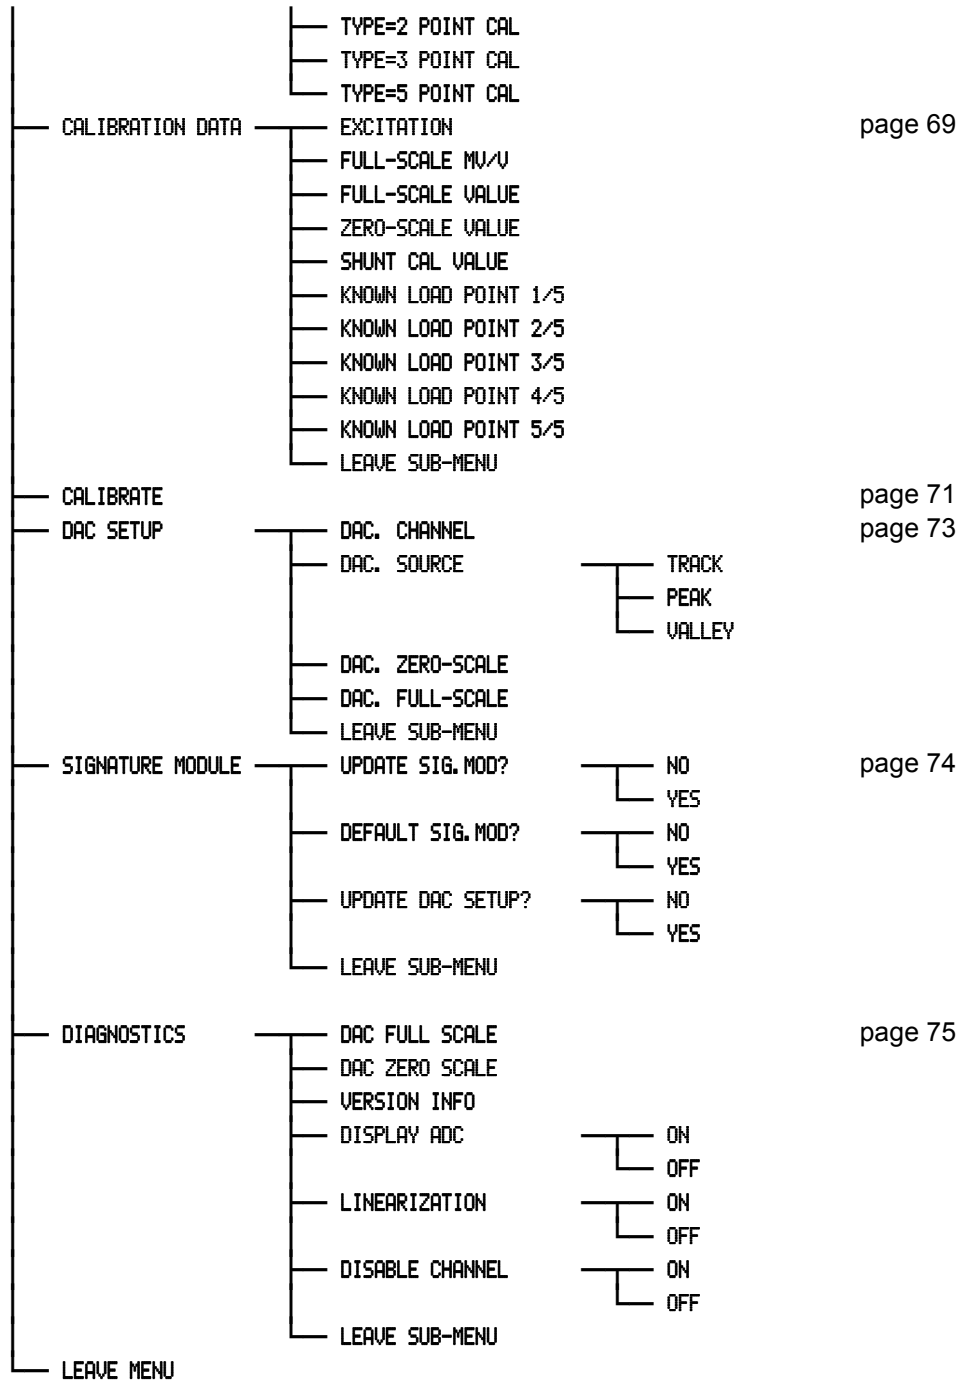 TYPE=2 POINT CAL
TYPE=3 POINT CAL
TYPE=5 POINT CAL
CALIBRATION DATA EXCITATION page 69
FULL-SCALE MV/V
FULL-SCALE VALUE
ZERO-SCALE VALUE
SHUNT CAL VALUE
KNOWN LOAD POINT 1/5
KNOWN LOAD POINT 2/5
KNOWN LOAD POINT 3/5
KNOWN LOAD POINT 4/5
KNOWN LOAD POINT 5/5
LEAVE SUB-MENU
CALIBRATE page 71
DAC SETUP DAC. CHANNEL page 73
DAC. SOURCE TRACK
PEAK
VALLEY
DAC. ZERO-SCALE
DAC. FULL-SCALE
LEAVE SUB-MENU
SIGNATURE MODULE UPDATE SIG.MOD? NO page 74
YES
DEFAULT SIG.MOD? NO
YES
UPDATE DAC SETUP? NO
YES
LEAVE SUB-MENU
DIAGNOSTICS DAC FULL SCALE page 75
DAC ZERO SCALE
VERSION INFO
DISPLAY ADC ON
OFF
LINEARIZATION ON
OFF
DISABLE CHANNEL ON
OFF
LEAVE SUB-MENU
LEAVE MENU